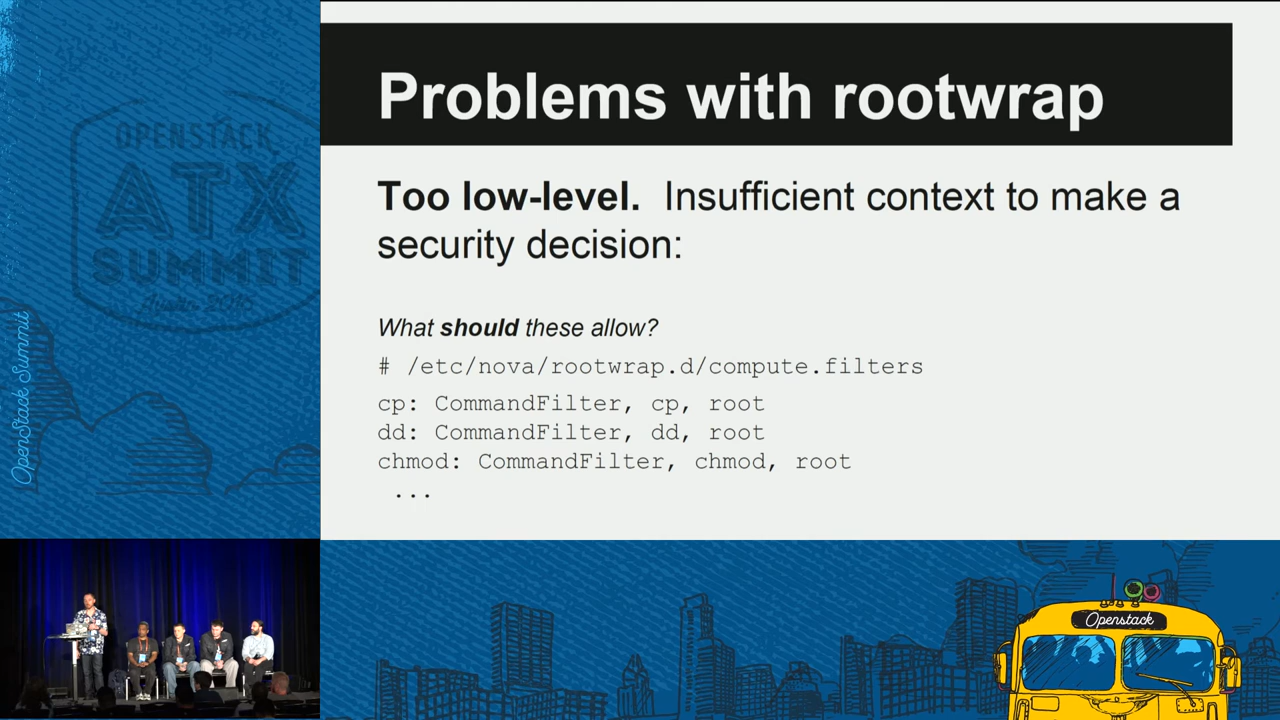 Problems with rootwrap
Too low-level. Insufficient context to make a
security decision:
What should these allow?
# /etc/nova/rootwrap.d/compute.filters
cp: CommandFilter, cp, root
dd: CommandFilter, dd, root
chmod: CommandFilter, chmod, root
...
OPENSTACK
ATX
SUMMIT
Austin 2016
OpenStack Summit
Openstack